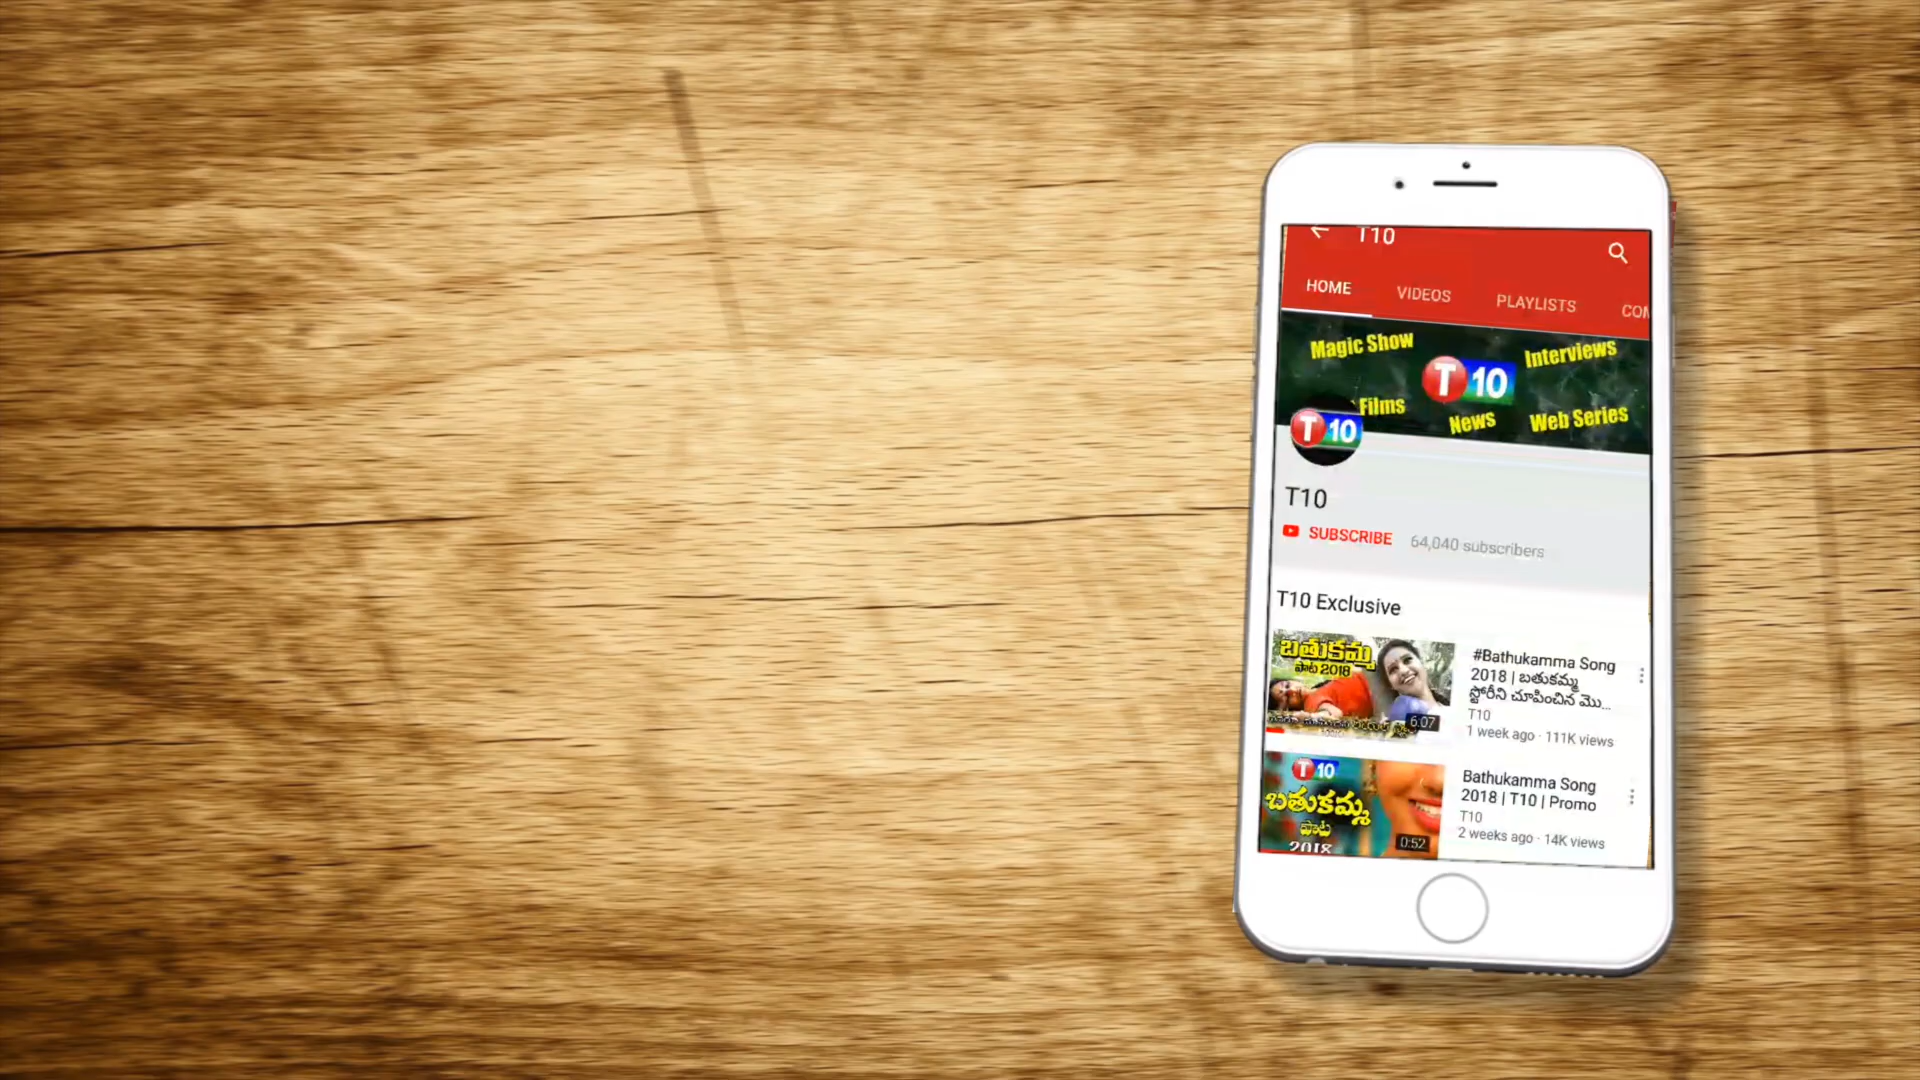 T10
HOME VIDEOS PLAYLISTS
Magic Show
Interviews
T 10
Films
News
Web Series
T 10
T10
SUBSCRIBE 64,040 subscribers
T10 Exclusive
బతుకమ్మ
పాట 2018
6:07
#Bathukamma Song
2018 | బతుకమ్మ
స్టోరీని చూపించిన మొ...
T10
1 week ago · 111K views
T 10
బతుకమ్మ
పాట
2018
0:52
Bathukamma Song
2018 | T10 | Promo
T10
2 weeks ago · 14K views